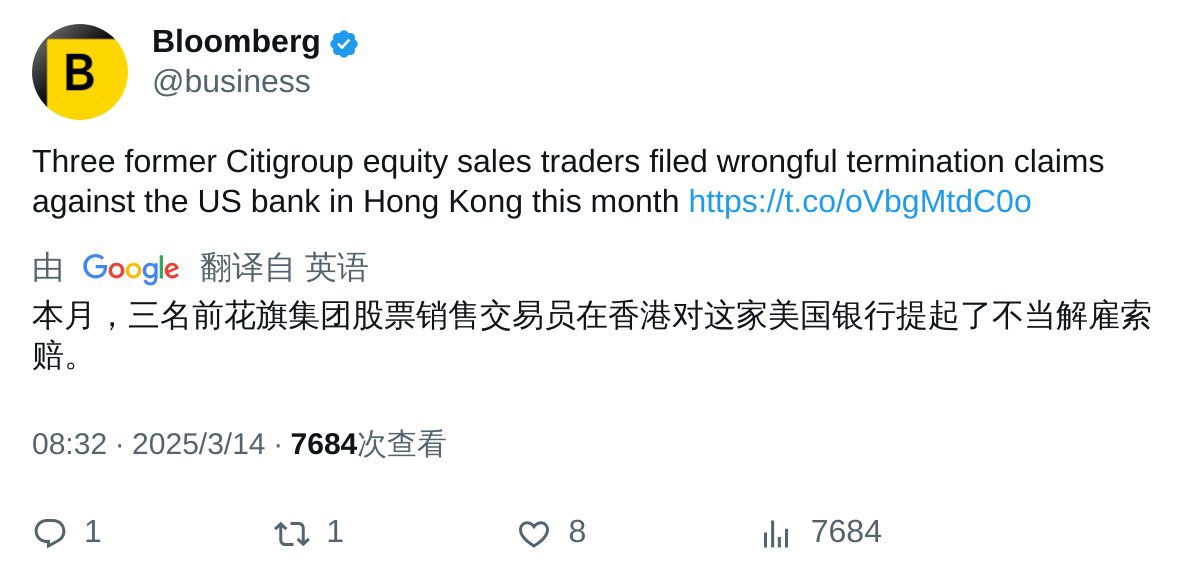 B
Bloomberg
@business
Three former Citigroup equity sales traders filed wrongful termination claims
against the US bank in Hong Kong this month https://t.co/oVbgMtdC0o
由 Google 翻译自 英语
本月，三名前花旗集团股票销售交易员在香港对这家美国银行提起了不当解雇索
赔。
08:32 · 2025/3/14 · 7684次查看
1 1 8 7684